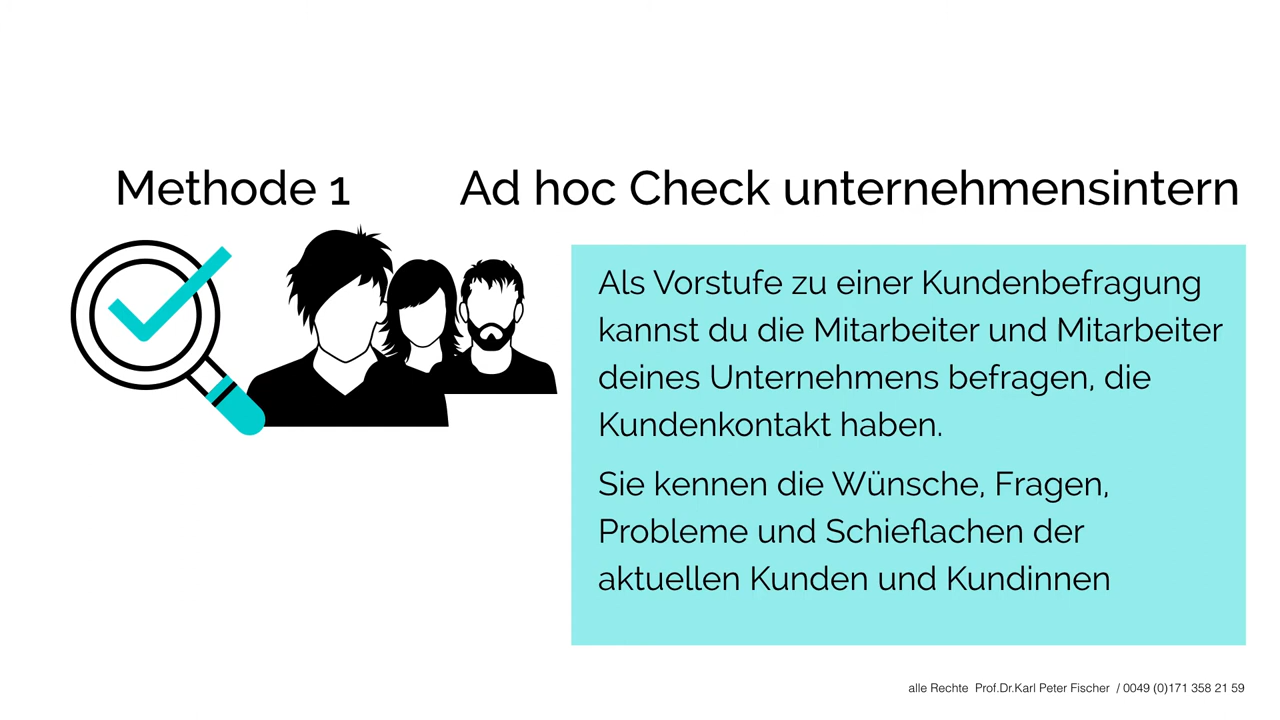 Methode 1
Ad hoc Check unternehmensintern
Als Vorstufe zu einer Kundenbefragung
kannst du die Mitarbeiter und Mitarbeiter
deines Unternehmens befragen, die
Kundenkontakt haben.
Sie kennen die Wünsche, Fragen,
Probleme und Schieflachen der
aktuellen Kunden und Kundinnen
alle Rechte Prof.Dr.Karl Peter Fischer / 0049 (0)171 358 21 59